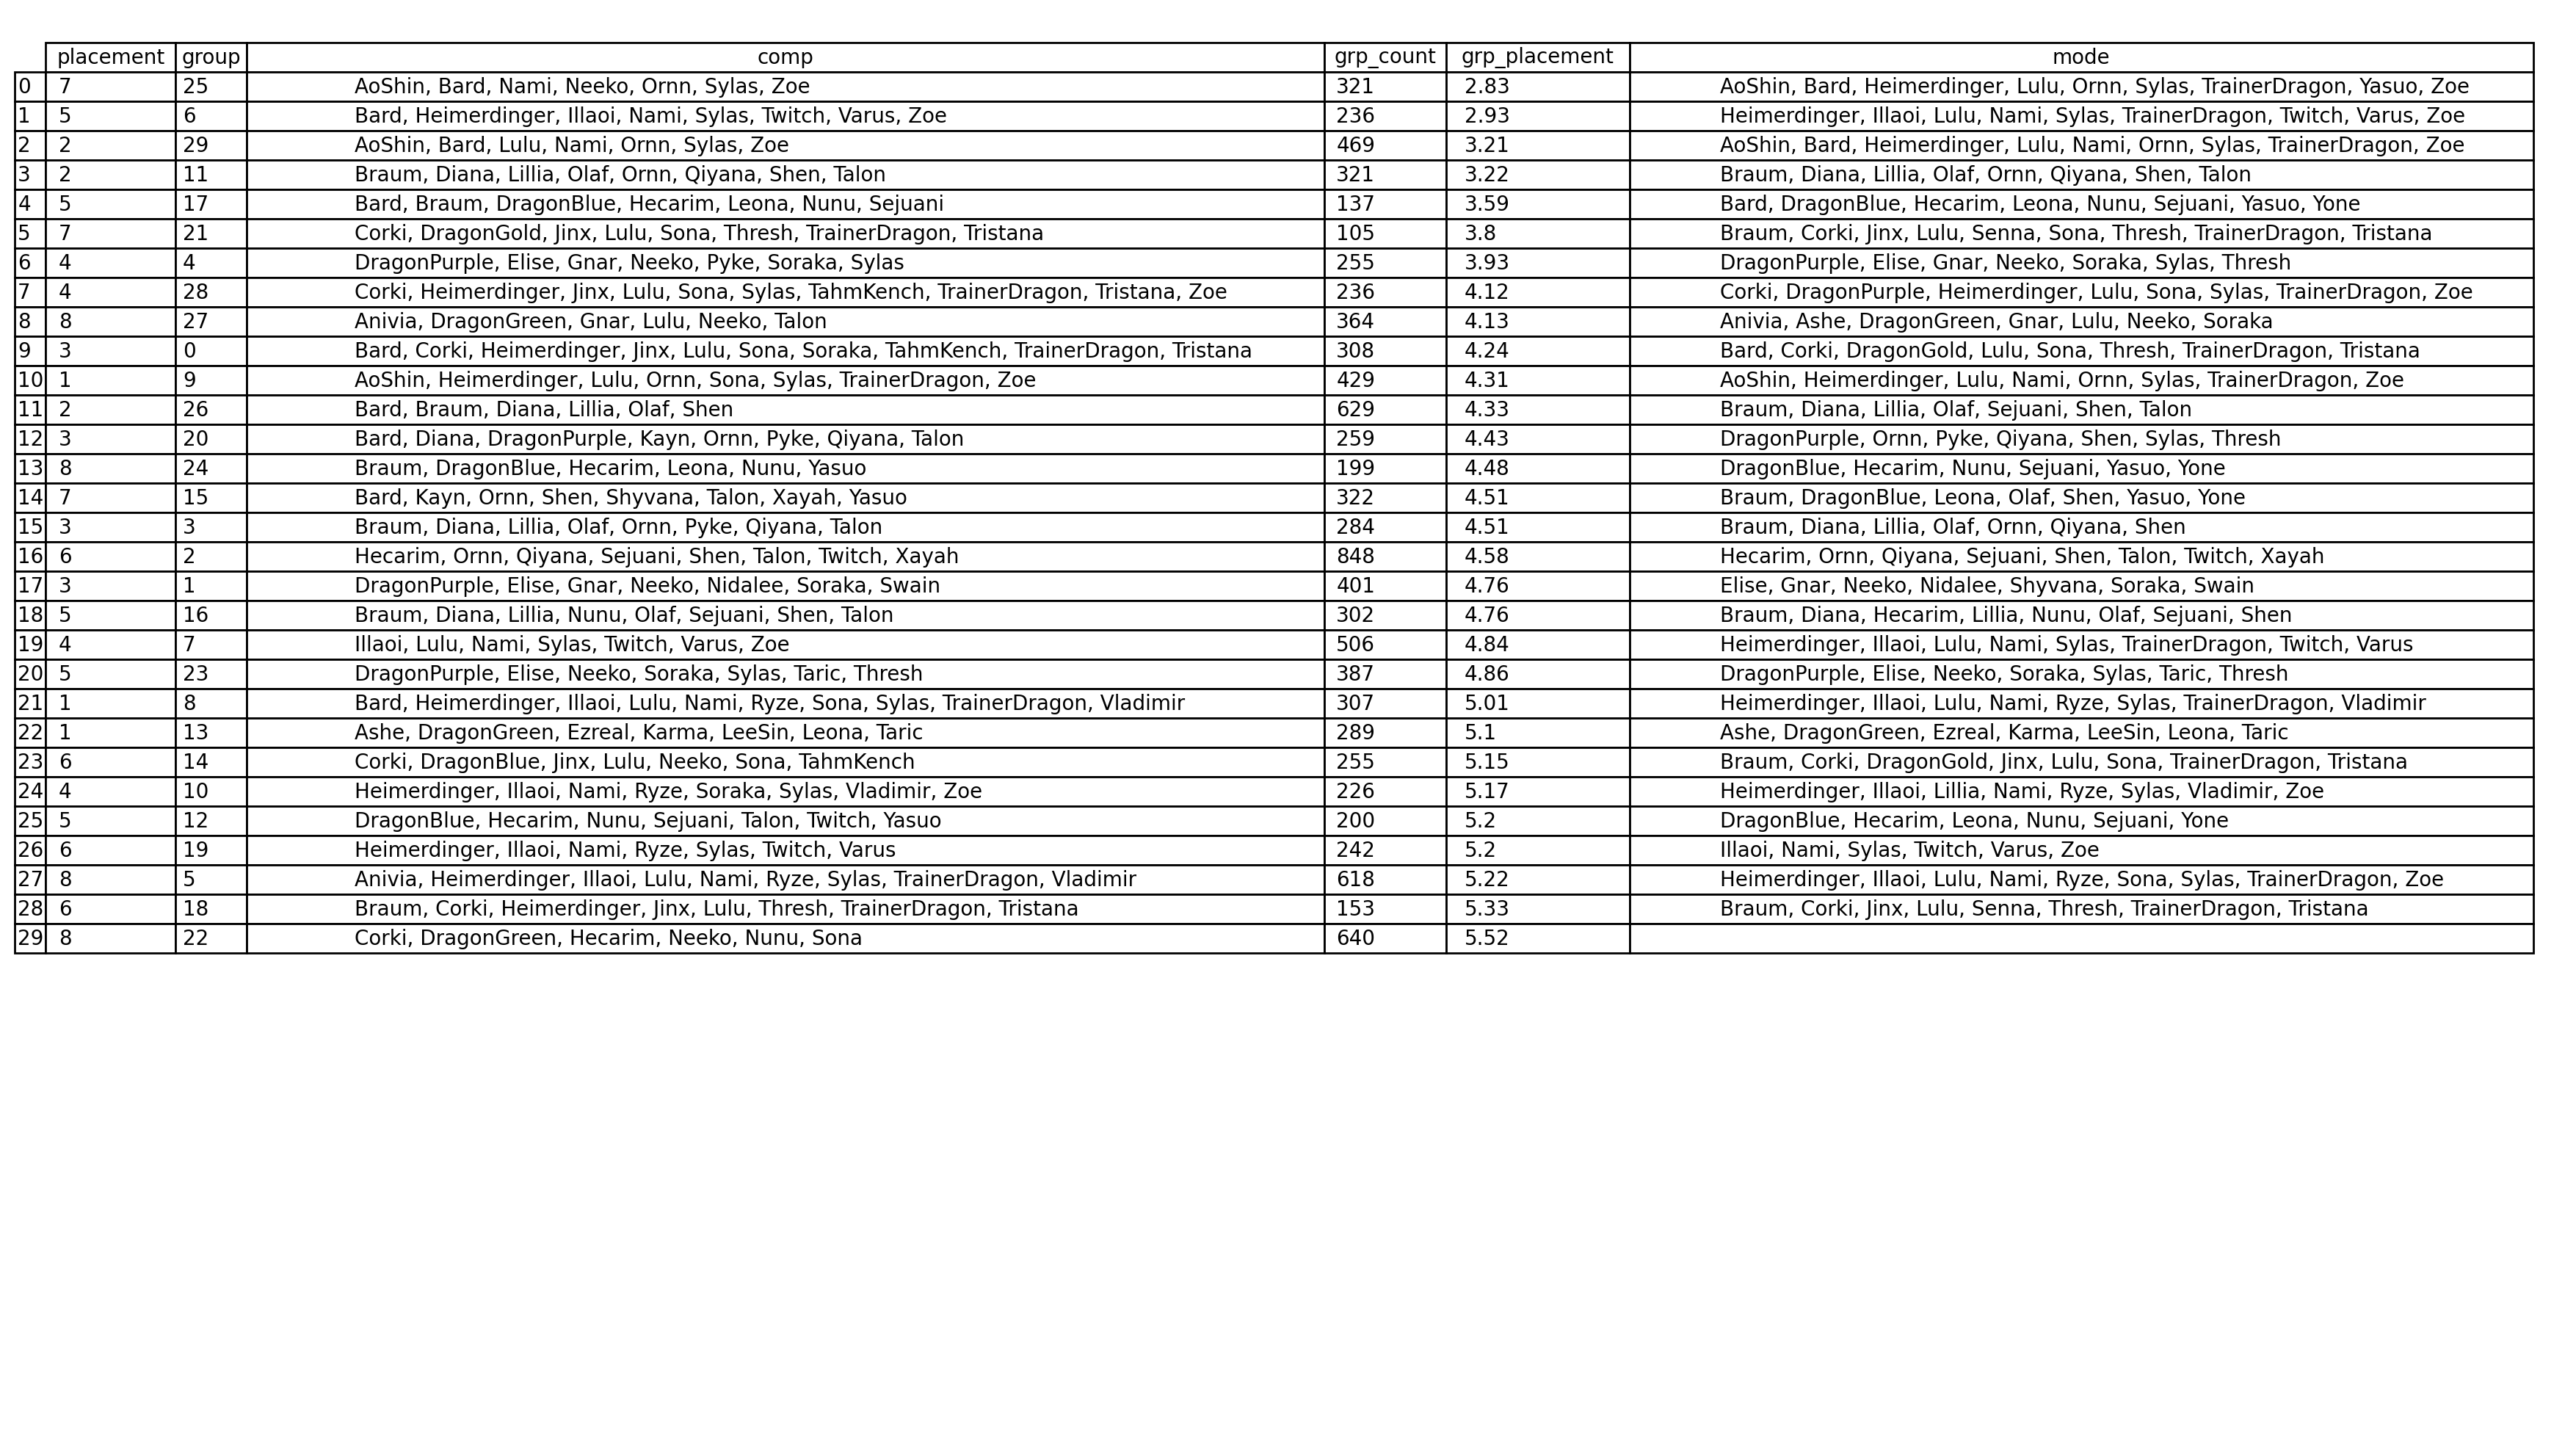 placement group comp grp_count grp_placement mode
0 7 25 AoShin, Bard, Nami, Neeko, Ornn, Sylas, Zoe 321 2.83 AoShin, Bard, Heimerdinger, Lulu, Ornn, Sylas, TrainerDragon, Yasuo, Zoe
1 5 6 Bard, Heimerdinger, Illaoi, Nami, Sylas, Twitch, Varus, Zoe 236 2.93 Heimerdinger, Illaoi, Lulu, Nami, Sylas, TrainerDragon, Twitch, Varus, Zoe
2 2 29 AoShin, Bard, Lulu, Nami, Ornn, Sylas, Zoe 469 3.21 AoShin, Bard, Heimerdinger, Lulu, Nami, Ornn, Sylas, TrainerDragon, Zoe
3 2 11 Braum, Diana, Lillia, Olaf, Ornn, Qiyana, Shen, Talon 321 3.22 Braum, Diana, Lillia, Olaf, Ornn, Qiyana, Shen, Talon
4 5 17 Bard, Braum, DragonBlue, Hecarim, Leona, Nunu, Sejuani 137 3.59 Bard, DragonBlue, Hecarim, Leona, Nunu, Sejuani, Yasuo, Yone
5 7 21 Corki, DragonGold, Jinx, Lulu, Sona, Thresh, TrainerDragon, Tristana 105 3.8 Braum, Corki, Jinx, Lulu, Senna, Sona, Thresh, TrainerDragon, Tristana
6 4 4 DragonPurple, Elise, Gnar, Neeko, Pyke, Soraka, Sylas 255 3.93 DragonPurple, Elise, Gnar, Neeko, Soraka, Sylas, Thresh
7 4 28 Corki, Heimerdinger, Jinx, Lulu, Sona, Sylas, TahmKench, TrainerDragon, Tristana, Zoe 236 4.12 Corki, DragonPurple, Heimerdinger, Lulu, Sona, Sylas, TrainerDragon, Zoe
8 8 27 Anivia, DragonGreen, Gnar, Lulu, Neeko, Talon 364 4.13 Anivia, Ashe, DragonGreen, Gnar, Lulu, Neeko, Soraka
9 3 0 Bard, Corki, Heimerdinger, Jinx, Lulu, Sona, Soraka, TahmKench, TrainerDragon, Tristana 308 4.24 Bard, Corki, DragonGold, Lulu, Sona, Thresh, TrainerDragon, Tristana
10 1 9 AoShin, Heimerdinger, Lulu, Ornn, Sona, Sylas, TrainerDragon, Zoe 429 4.31 AoShin, Heimerdinger, Lulu, Nami, Ornn, Sylas, TrainerDragon, Zoe
11 2 26 Bard, Braum, Diana, Lillia, Olaf, Shen 629 4.33 Braum, Diana, Lillia, Olaf, Sejuani, Shen, Talon
12 3 20 Bard, Diana, DragonPurple, Kayn, Ornn, Pyke, Qiyana, Talon 259 4.43 DragonPurple, Ornn, Pyke, Qiyana, Shen, Sylas, Thresh
13 8 24 Braum, DragonBlue, Hecarim, Leona, Nunu, Yasuo 199 4.48 DragonBlue, Hecarim, Nunu, Sejuani, Yasuo, Yone
14 7 15 Bard, Kayn, Ornn, Shen, Shyvana, Talon, Xayah, Yasuo 322 4.51 Braum, DragonBlue, Leona, Olaf, Shen, Yasuo, Yone
15 3 3 Braum, Diana, Lillia, Olaf, Ornn, Pyke, Qiyana, Talon 284 4.51 Braum, Diana, Lillia, Olaf, Ornn, Qiyana, Shen
16 6 2 Hecarim, Ornn, Qiyana, Sejuani, Shen, Talon, Twitch, Xayah 848 4.58 Hecarim, Ornn, Qiyana, Sejuani, Shen, Talon, Twitch, Xayah
17 3 1 DragonPurple, Elise, Gnar, Neeko, Nidalee, Soraka, Swain 401 4.76 Elise, Gnar, Neeko, Nidalee, Shyvana, Soraka, Swain
18 5 16 Braum, Diana, Lillia, Nunu, Olaf, Sejuani, Shen, Talon 302 4.76 Braum, Diana, Hecarim, Lillia, Nunu, Olaf, Sejuani, Shen
19 4 7 Illaoi, Lulu, Nami, Sylas, Twitch, Varus, Zoe 506 4.84 Heimerdinger, Illaoi, Lulu, Nami, Sylas, TrainerDragon, Twitch, Varus
20 5 23 DragonPurple, Elise, Neeko, Soraka, Sylas, Taric, Thresh 387 4.86 DragonPurple, Elise, Neeko, Soraka, Sylas, Taric, Thresh
21 1 8 Bard, Heimerdinger, Illaoi, Lulu, Nami, Ryze, Sona, Sylas, TrainerDragon, Vladimir 307 5.01 Heimerdinger, Illaoi, Lulu, Nami, Ryze, Sylas, TrainerDragon, Vladimir
22 1 13 Ashe, DragonGreen, Ezreal, Karma, LeeSin, Leona, Taric 289 5.1 Ashe, DragonGreen, Ezreal, Karma, LeeSin, Leona, Taric
23 6 14 Corki, DragonBlue, Jinx, Lulu, Neeko, Sona, TahmKench 255 5.15 Braum, Corki, DragonGold, Jinx, Lulu, Sona, TrainerDragon, Tristana
24 4 10 Heimerdinger, Illaoi, Nami, Ryze, Soraka, Sylas, Vladimir, Zoe 226 5.17 Heimerdinger, Illaoi, Lillia, Nami, Ryze, Sylas, Vladimir, Zoe
25 5 12 DragonBlue, Hecarim, Nunu, Sejuani, Talon, Twitch, Yasuo 200 5.2 DragonBlue, Hecarim, Leona, Nunu, Sejuani, Yone
26 6 19 Heimerdinger, Illaoi, Nami, Ryze, Sylas, Twitch, Varus 242 5.2 Illaoi, Nami, Sylas, Twitch, Varus, Zoe
27 8 5 Anivia, Heimerdinger, Illaoi, Lulu, Nami, Ryze, Sylas, TrainerDragon, Vladimir 618 5.22 Heimerdinger, Illaoi, Lulu, Nami, Ryze, Sona, Sylas, TrainerDragon, Zoe
28 6 18 Braum, Corki, Heimerdinger, Jinx, Lulu, Thresh, TrainerDragon, Tristana 153 5.33 Braum, Corki, Jinx, Lulu, Senna, Thresh, TrainerDragon, Tristana
29 8 22 Corki, DragonGreen, Hecarim, Neeko, Nunu, Sona 640 5.52